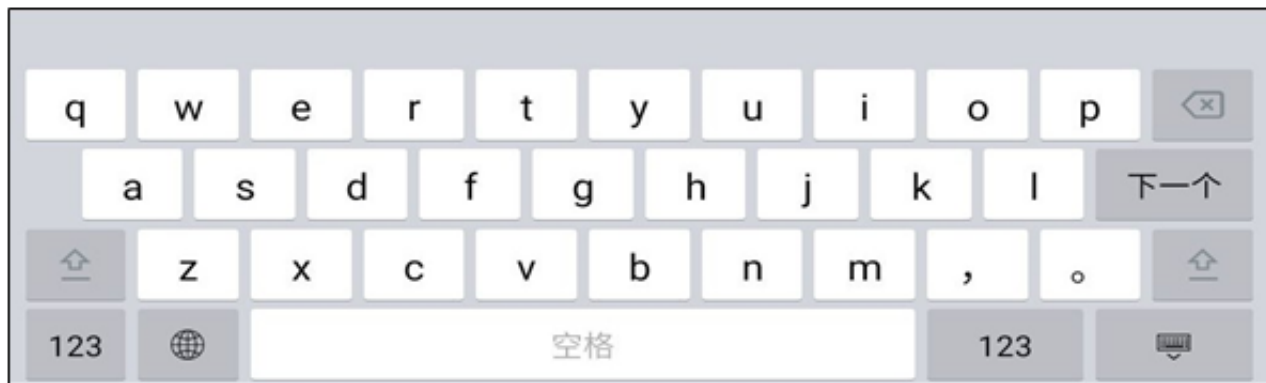 q w e r t y u i o p
a s d f g h j k l 下一个
z x c v b n m ， 。
123 空格 123